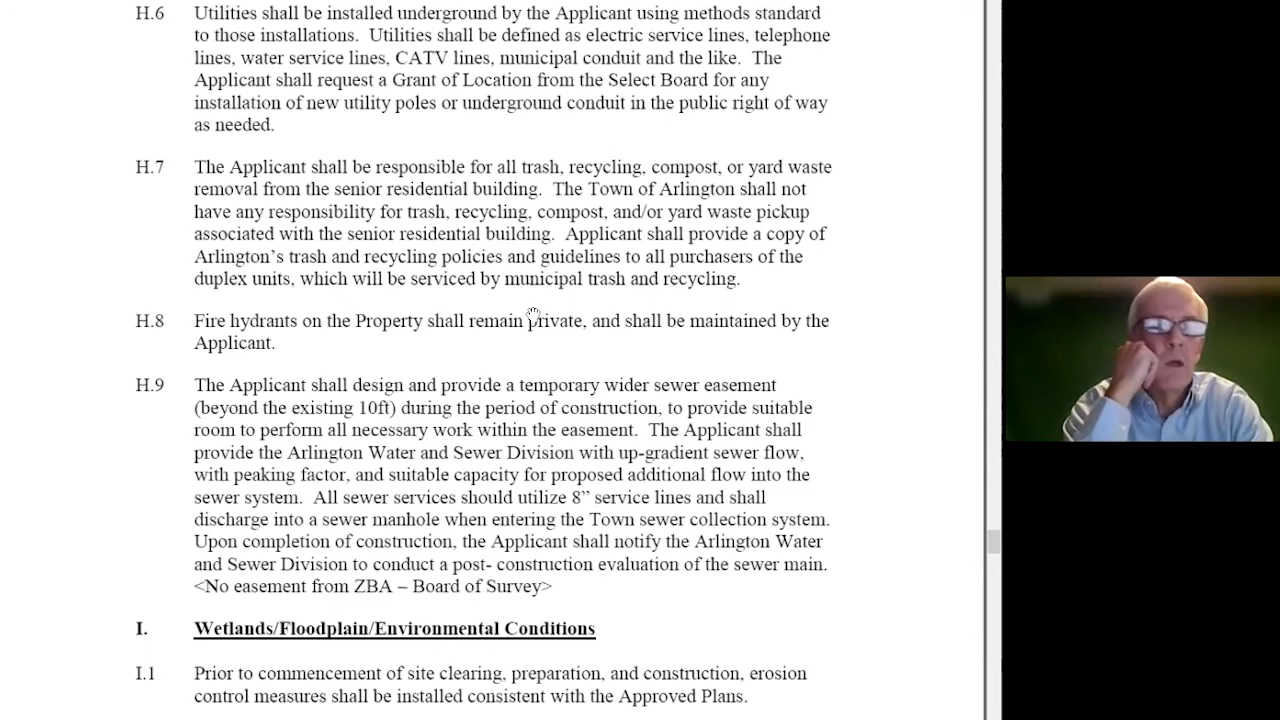 H.6 Utilities shall be installed underground by the Applicant using methods standard
to those installations. Utilities shall be defined as electric service lines, telephone
lines, water service lines, CATV lines, municipal conduit and the like. The
Applicant shall request a Grant of Location from the Select Board for any
installation of new utility poles or underground conduit in the public right of way
as needed.
H.7 The Applicant shall be responsible for all trash, recycling, compost, or yard waste
removal from the senior residential building. The Town of Arlington shall not
have any responsibility for trash, recycling, compost, and/or yard waste pickup
associated with the senior residential building. Applicant shall provide a copy of
Arlington’s trash and recycling policies and guidelines to all purchasers of the
duplex units, which will be serviced by municipal trash and recycling.
H.8 Fire hydrants on the Property shall remain private, and shall be maintained by the
Applicant.
H.9 The Applicant shall design and provide a temporary wider sewer easement
(beyond the existing 10ft) during the period of construction, to provide suitable
room to perform all necessary work within the easement. The Applicant shall
provide the Arlington Water and Sewer Division with up-gradient sewer flow,
with peaking factor, and suitable capacity for proposed additional flow into the
sewer system. All sewer services should utilize 8” service lines and shall
discharge into a sewer manhole when entering the Town sewer collection system.
Upon completion of construction, the Applicant shall notify the Arlington Water
and Sewer Division to conduct a post- construction evaluation of the sewer main.
<No easement from ZBA – Board of Survey>
I. Wetlands/Floodplain/Environmental Conditions
I.1 Prior to commencement of site clearing, preparation, and construction, erosion
control measures shall be installed consistent with the Approved Plans.